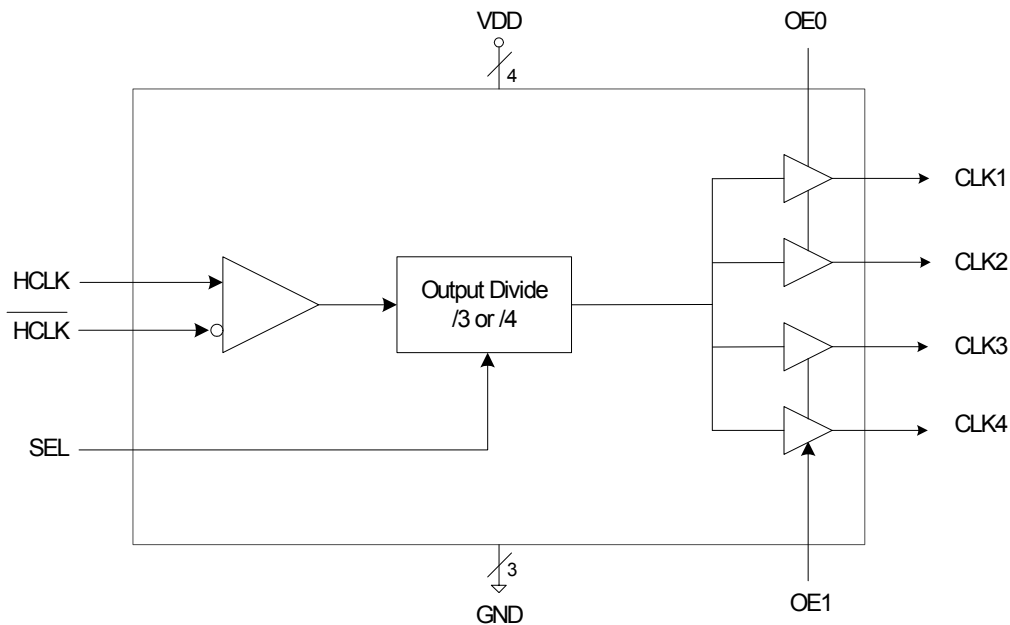 VDD
OE0
4
CLK1
CLK2
HCLK
Output Divide
/3 or /4
HCLK
CLK3
CLK4
SEL
3
GND
OE1